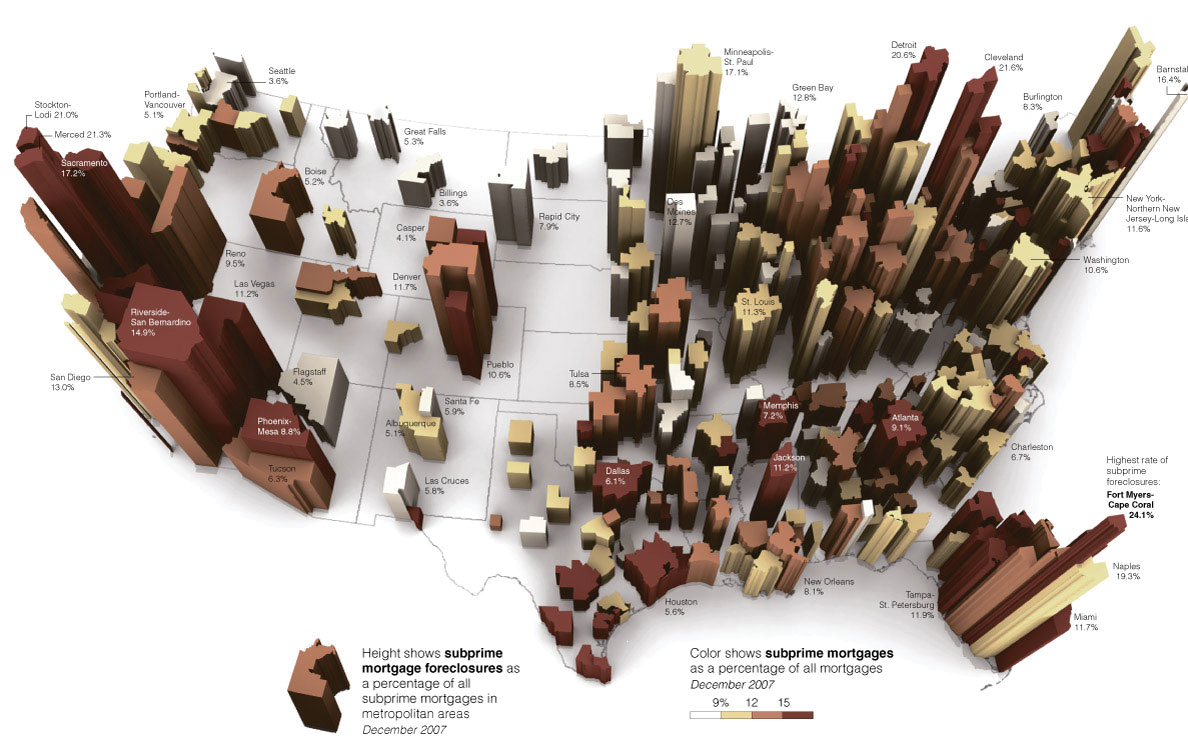 Seattle
3.6%
Portland-
Vancouver
5.1%
Stockton-
Lodi 21.0%
Merced 21.3%
Sacramento
17.2%
Great Falls
5.3%
Boise
5.2%
Billings
3.6%
Rapid City
7.9%
Casper
4.1%
Reno
9.5%
Las Vegas
11.2%
Denver
11.7%
Riverside-
San Bernardino
14.9%
San Diego
13.0%
Flagstaff
4.5%
Pueblo
10.6%
Phoenix-
Mesa 8.8%
Tucson
6.3%
Santa Fe
5.9%
Albuquerque
5.1%
Las Cruces
5.8%
Minneapolis-
St. Paul
17.1%
Green Bay
12.8%
Detroit
20.6%
Cleveland
21.6%
Burlington
8.3%
Barnstab
16.4%
Des
Moines
12.7%
New York-
Northern New
Jersey-Long Isla
11.6%
Washington
10.6%
St. Louis
11.3%
Tulsa
8.5%
Memphis
7.2%
Atlanta
9.1%
Charleston
6.7%
Dallas
6.1%
Jackson
11.2%
Highest rate of
subprime
foreclosures:
Fort Myers-
Cape Coral
24.1%
Naples
19.3%
Miami
11.7%
Tampa-
St. Petersburg
11.9%
New Orleans
8.1%
Houston
5.6%
Height shows subprime
mortgage foreclosures as
a percentage of all
subprime mortgages in
metropolitan areas
December 2007
Color shows subprime mortgages
as a percentage of all mortgages
December 2007
9% 12 15